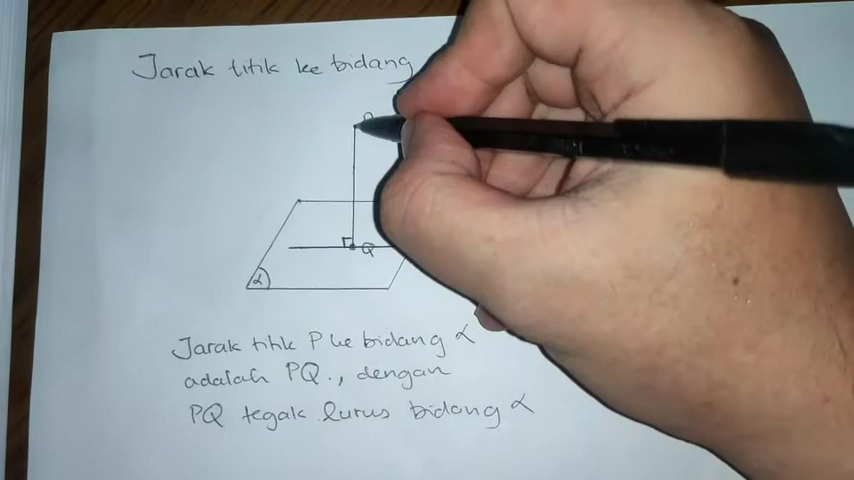 Jarak titik ke bidang
P
Q
α
Jarak titik P ke bidang α
adalah PQ., dengan
PQ tegak lurus bidang α